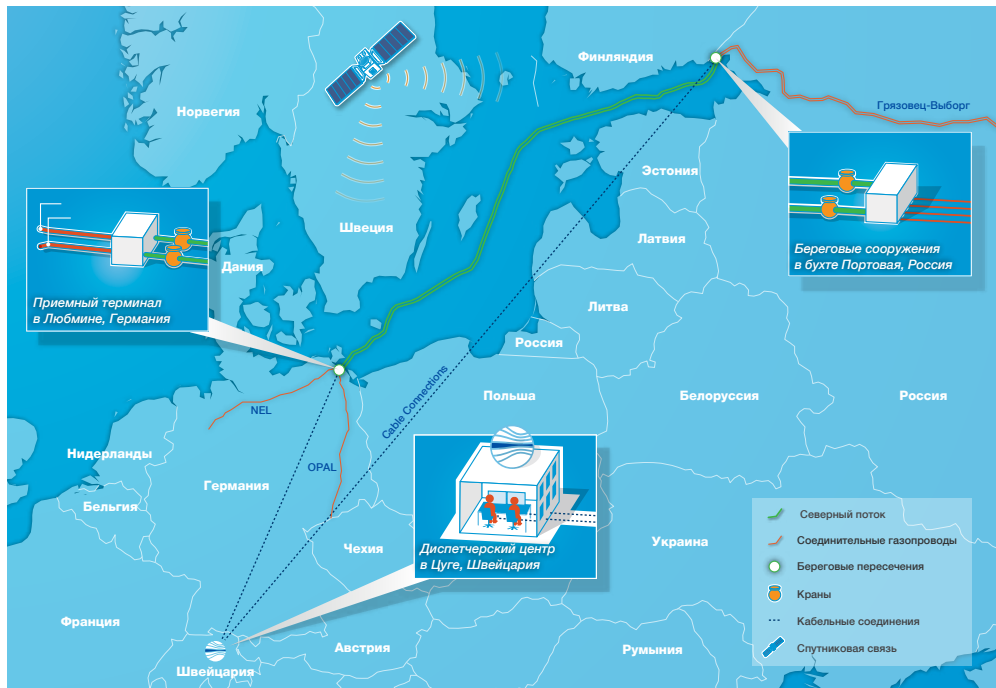 Финляндия
Норвегия
Грязовец-Выборг
Эстония
Швеция
Латвия
Береговые сооружения
в бухте Портовая, Россия
Дания
Приемный терминал
в Любмине, Германия
Литва
Россия
Польша
Белоруссия
Россия
Cable Connections
NEL
Нидерланды
OPAL
Германия
Бельгия
Диспетчерский центр
в Цуге, Швейцария
Чехия
Украина
Франция
Австрия
Румыния
Швейцария
Северный поток
Соединительные газопроводы
Береговые пересечения
Краны
Кабельные соединения
Спутниковая связь